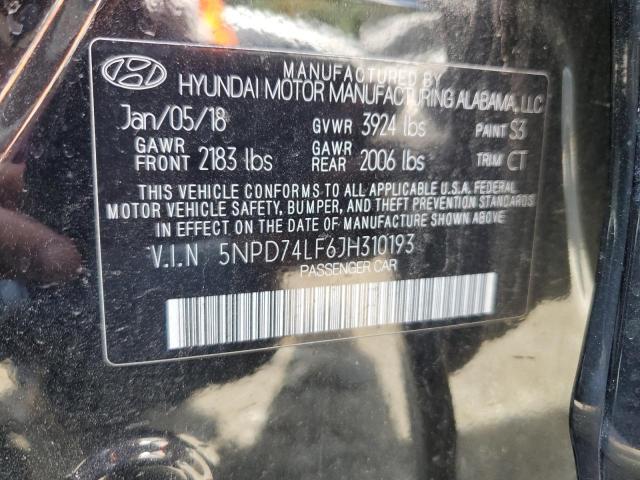 MANUFACTURED BY
HYUNDAI MOTOR MANUFACTURING ALABAMA, LLC
Jan/05/18 GVWR 3924 lbs PAINT S3
GAWR FRONT 2183 lbs GAWR REAR 2006 lbs TRIM CT
THIS VEHICLE CONFORMS TO ALL APPLICABLE U.S.A. FEDERAL
MOTOR VEHICLE SAFETY, BUMPER, AND THEFT PREVENTION STANDARDS
IN EFFECT ON THE DATE OF MANUFACTURE SHOWN ABOVE.
V.I.N 5NPD74LF6JH310193
PASSENGER CAR